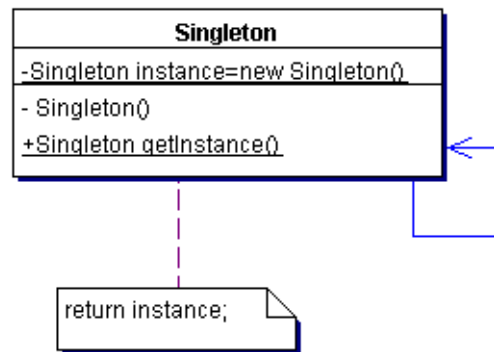 Singleton
-Singleton instance=new Singleton()
- Singleton()
+Singleton getInstance()
return instance;